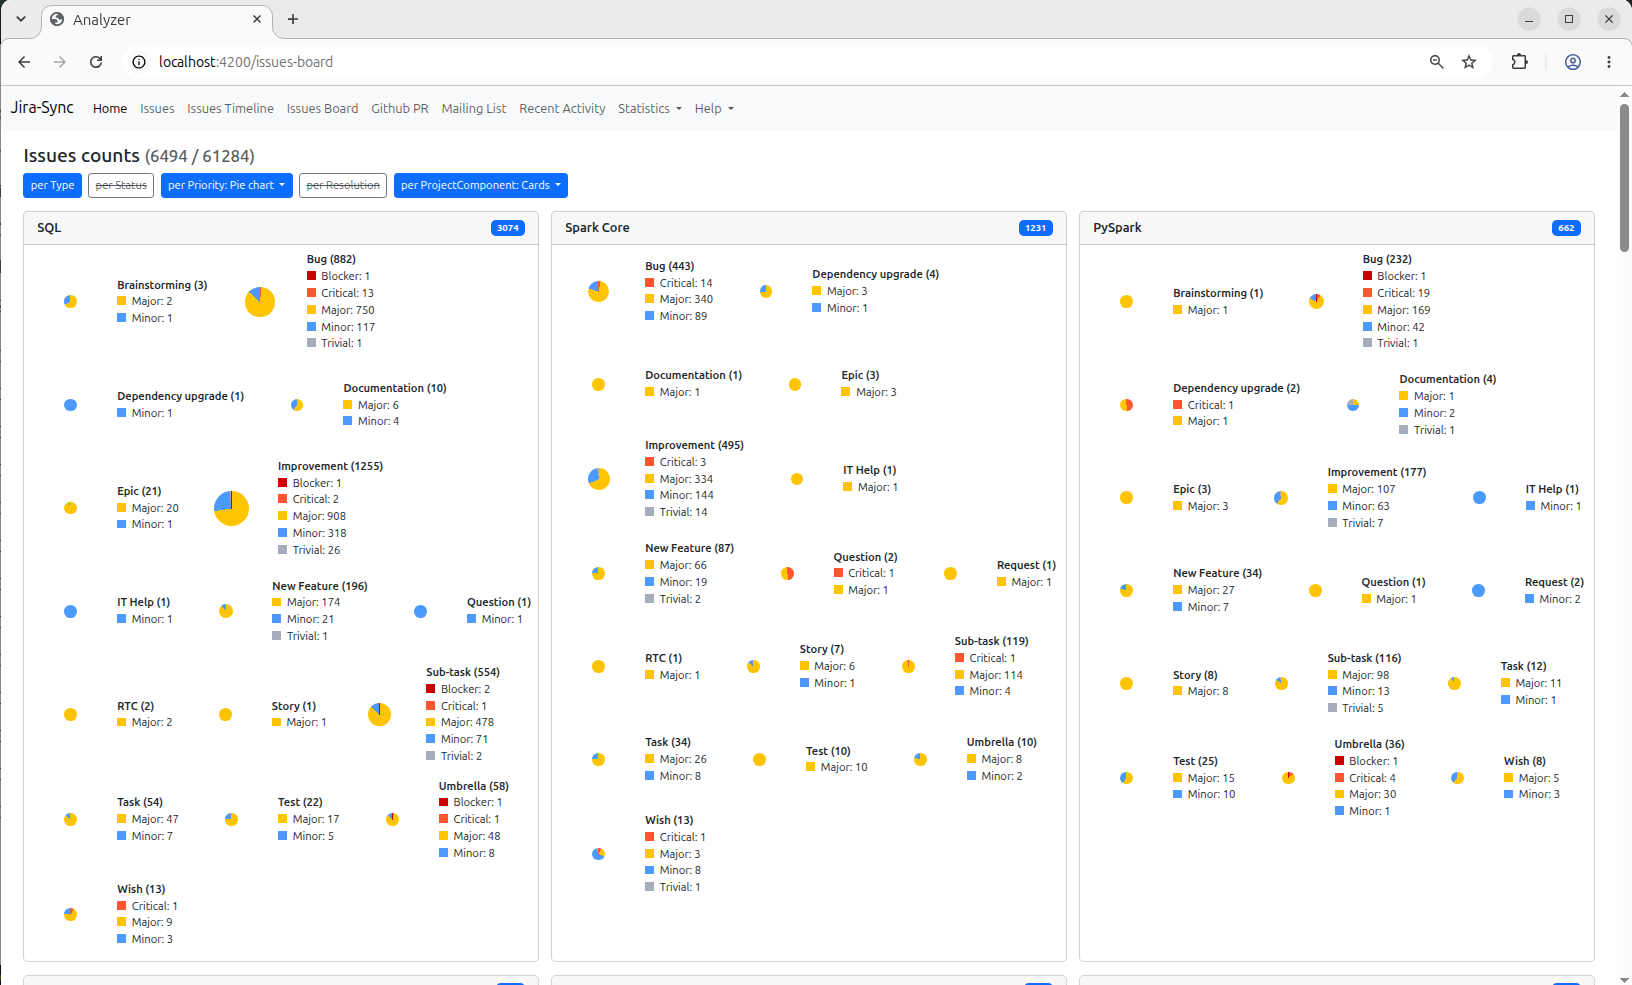 Analyzer
localhost:4200/issues-board
Jira-Sync Home Issues Issues Timeline Issues Board Github PR Mailing List Recent Activity Statistics Help
Issues counts (6494 / 61284)
per Type per Status per Priority: Pie chart per Resolution per ProjectComponent: Cards
SQL 3074
Brainstorming (3)
Major: 2
Minor: 1
Bug (882)
Blocker: 1
Critical: 13
Major: 750
Minor: 117
Trivial: 1
Dependency upgrade (1)
Minor: 1
Documentation (10)
Major: 6
Minor: 4
Epic (21)
Major: 20
Minor: 1
Improvement (1255)
Blocker: 1
Critical: 2
Major: 908
Minor: 318
Trivial: 26
IT Help (1)
Minor: 1
New Feature (196)
Major: 174
Minor: 21
Trivial: 1
Question (1)
Minor: 1
RTC (2)
Major: 2
Story (1)
Major: 1
Sub-task (554)
Blocker: 2
Critical: 1
Major: 478
Minor: 71
Trivial: 2
Task (54)
Major: 47
Minor: 7
Test (22)
Major: 17
Minor: 5
Umbrella (58)
Blocker: 1
Critical: 1
Major: 48
Minor: 8
Wish (13)
Critical: 1
Major: 9
Minor: 3
Spark Core 1231
Bug (443)
Critical: 14
Major: 340
Minor: 89
Dependency upgrade (4)
Major: 3
Minor: 1
Documentation (1)
Major: 1
Epic (3)
Major: 3
Improvement (495)
Critical: 3
Major: 334
Minor: 144
Trivial: 14
IT Help (1)
Major: 1
New Feature (87)
Major: 66
Minor: 19
Trivial: 2
Question (2)
Critical: 1
Major: 1
Request (1)
Major: 1
RTC (1)
Major: 1
Story (7)
Major: 6
Minor: 1
Sub-task (119)
Critical: 1
Major: 114
Minor: 4
Task (34)
Major: 26
Minor: 8
Test (10)
Major: 10
Umbrella (10)
Major: 8
Minor: 2
Wish (13)
Critical: 1
Major: 3
Minor: 8
Trivial: 1
PySpark 662
Brainstorming (1)
Major: 1
Bug (232)
Blocker: 1
Critical: 19
Major: 169
Minor: 42
Trivial: 1
Dependency upgrade (2)
Critical: 1
Major: 1
Documentation (4)
Major: 1
Minor: 2
Trivial: 1
Epic (3)
Major: 3
Improvement (177)
Major: 107
Minor: 63
Trivial: 7
IT Help (1)
Minor: 1
New Feature (34)
Major: 27
Minor: 7
Question (1)
Major: 1
Request (2)
Minor: 2
Story (8)
Major: 8
Sub-task (116)
Major: 98
Minor: 13
Trivial: 5
Task (12)
Major: 11
Minor: 1
Test (25)
Major: 15
Minor: 10
Umbrella (36)
Blocker: 1
Critical: 4
Major: 30
Minor: 1
Wish (8)
Major: 5
Minor: 3